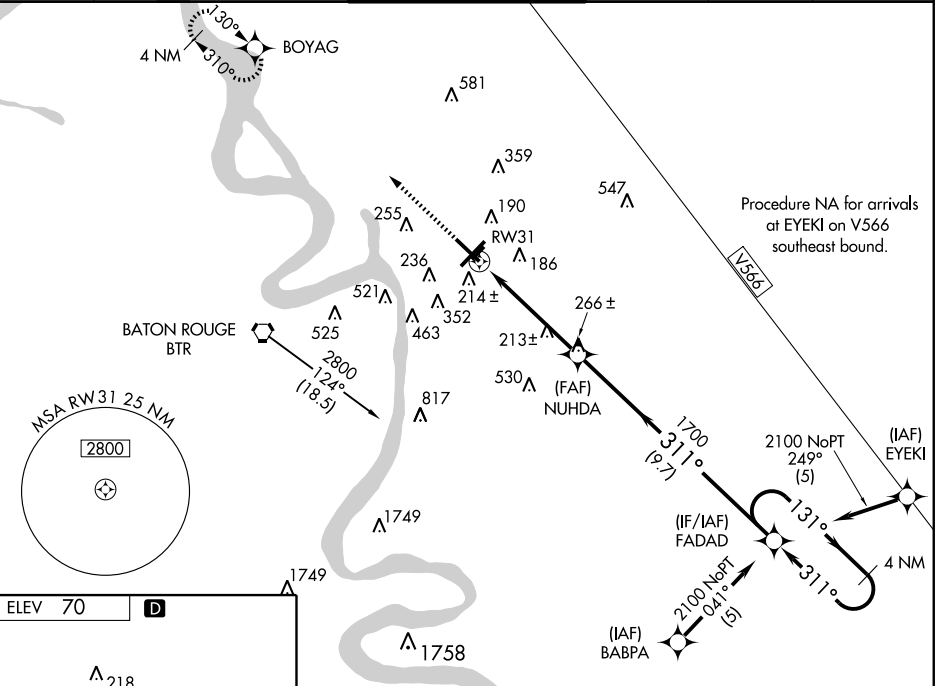 130°
4 NM
310°
BOYAG
581
359
547
190
255
RW31
186
236
214 ±
521
352
525
463
Procedure NA for arrivals
at EYEKI on V566
southeast bound.
V566
266 ±
213±
BATON ROUGE
BTR
2800
124°
(18.5)
530
(FAF)
NUHDA
817
MSA RW31 25 NM
2800
1700
311°
(9.7)
2100 NoPT
249°
(5)
(IAF)
EYEKI
131°
(IF/IAF)
FADAD
4 NM
311°
1749
2100 NoPT
041°
(5)
1749
(IAF)
BABPA
ELEV 70 D
1758
218